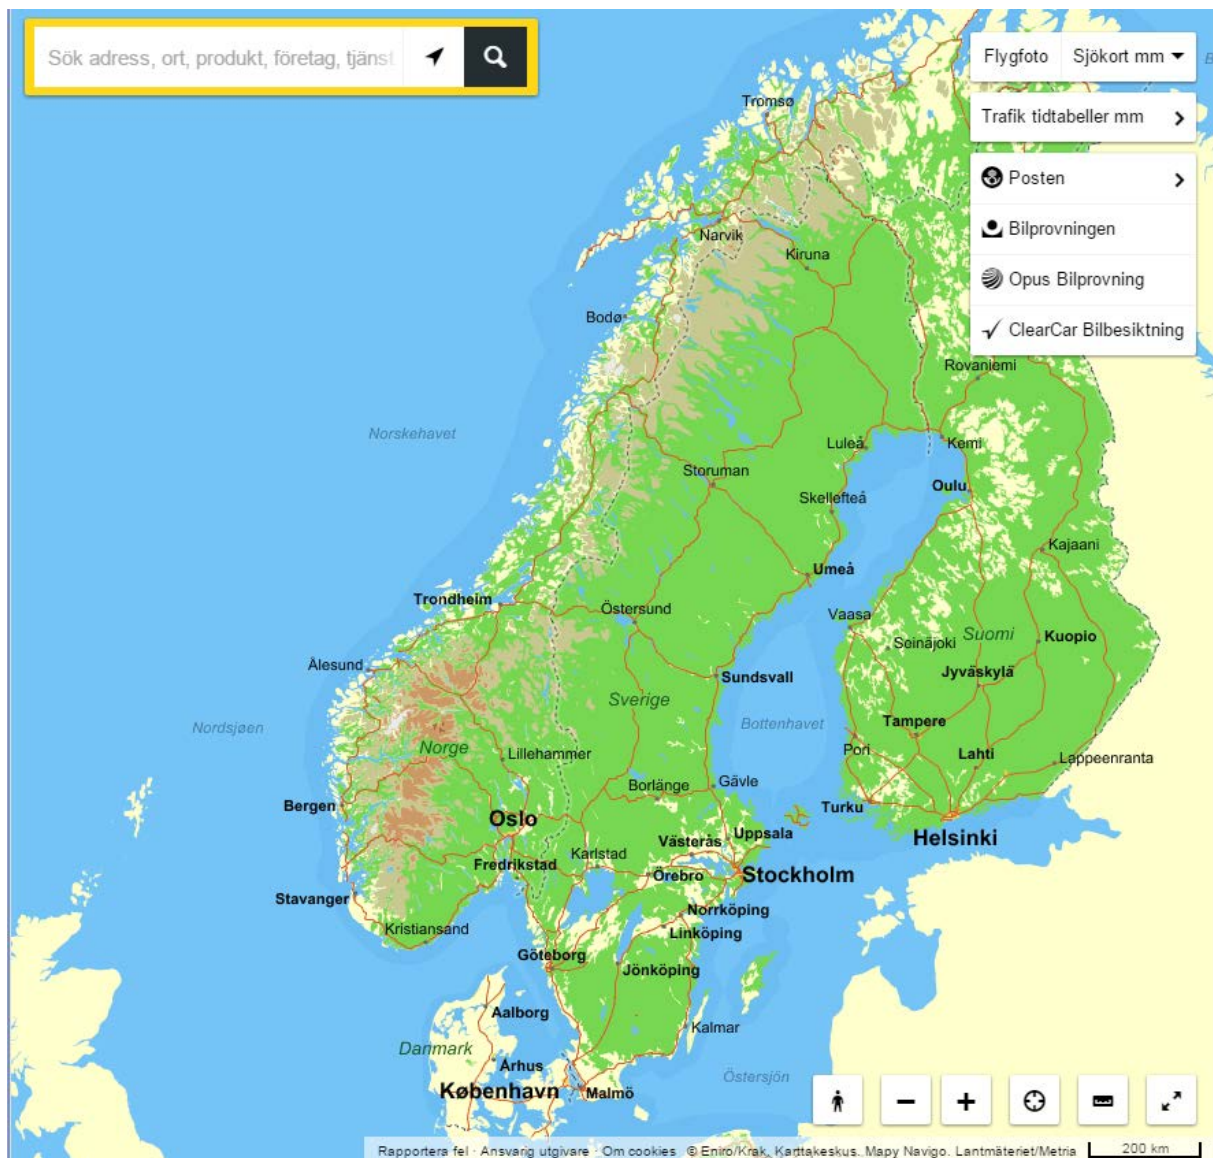 Sök adress, ort, produkt, företag, tjänst
Flygfoto
Sjökort mm
Trafik tidtabeller mm
Posten
Bilprovningen
Opus Bilprovning
ClearCar Bilbesiktning
Tromsø
Narvik
Kiruna
Bodø
Rovaniemi
Norskehavet
Luleå
Kemi
Storuman
Oulu
Skellefteå
Kajaani
Umeå
Trondheim
Östersund
Vaasa
Suomi
Kuopio
Seinäjoki
Ålesund
Sundsvall
Jyväskylä
Sverige
Nordsjøen
Bottenhavet
Tampere
Norge
Lillehammer
Pori
Lahti
Lappeenranta
Borlänge
Gävle
Bergen
Turku
Oslo
Västerås
Uppsala
Helsinki
Fredrikstad
Karlstad
Örebro
Stockholm
Stavanger
Norrköping
Kristiansand
Linköping
Göteborg
Jönköping
Aalborg
Kalmar
Danmark
Århus
Østersjön
København
Malmö
Rapportera fel · Ansvarig utgivare · Om cookies © Eniro/Krak, Karttakeskus, Mapy Navigo, Lantmäteriet/Metria
200 km